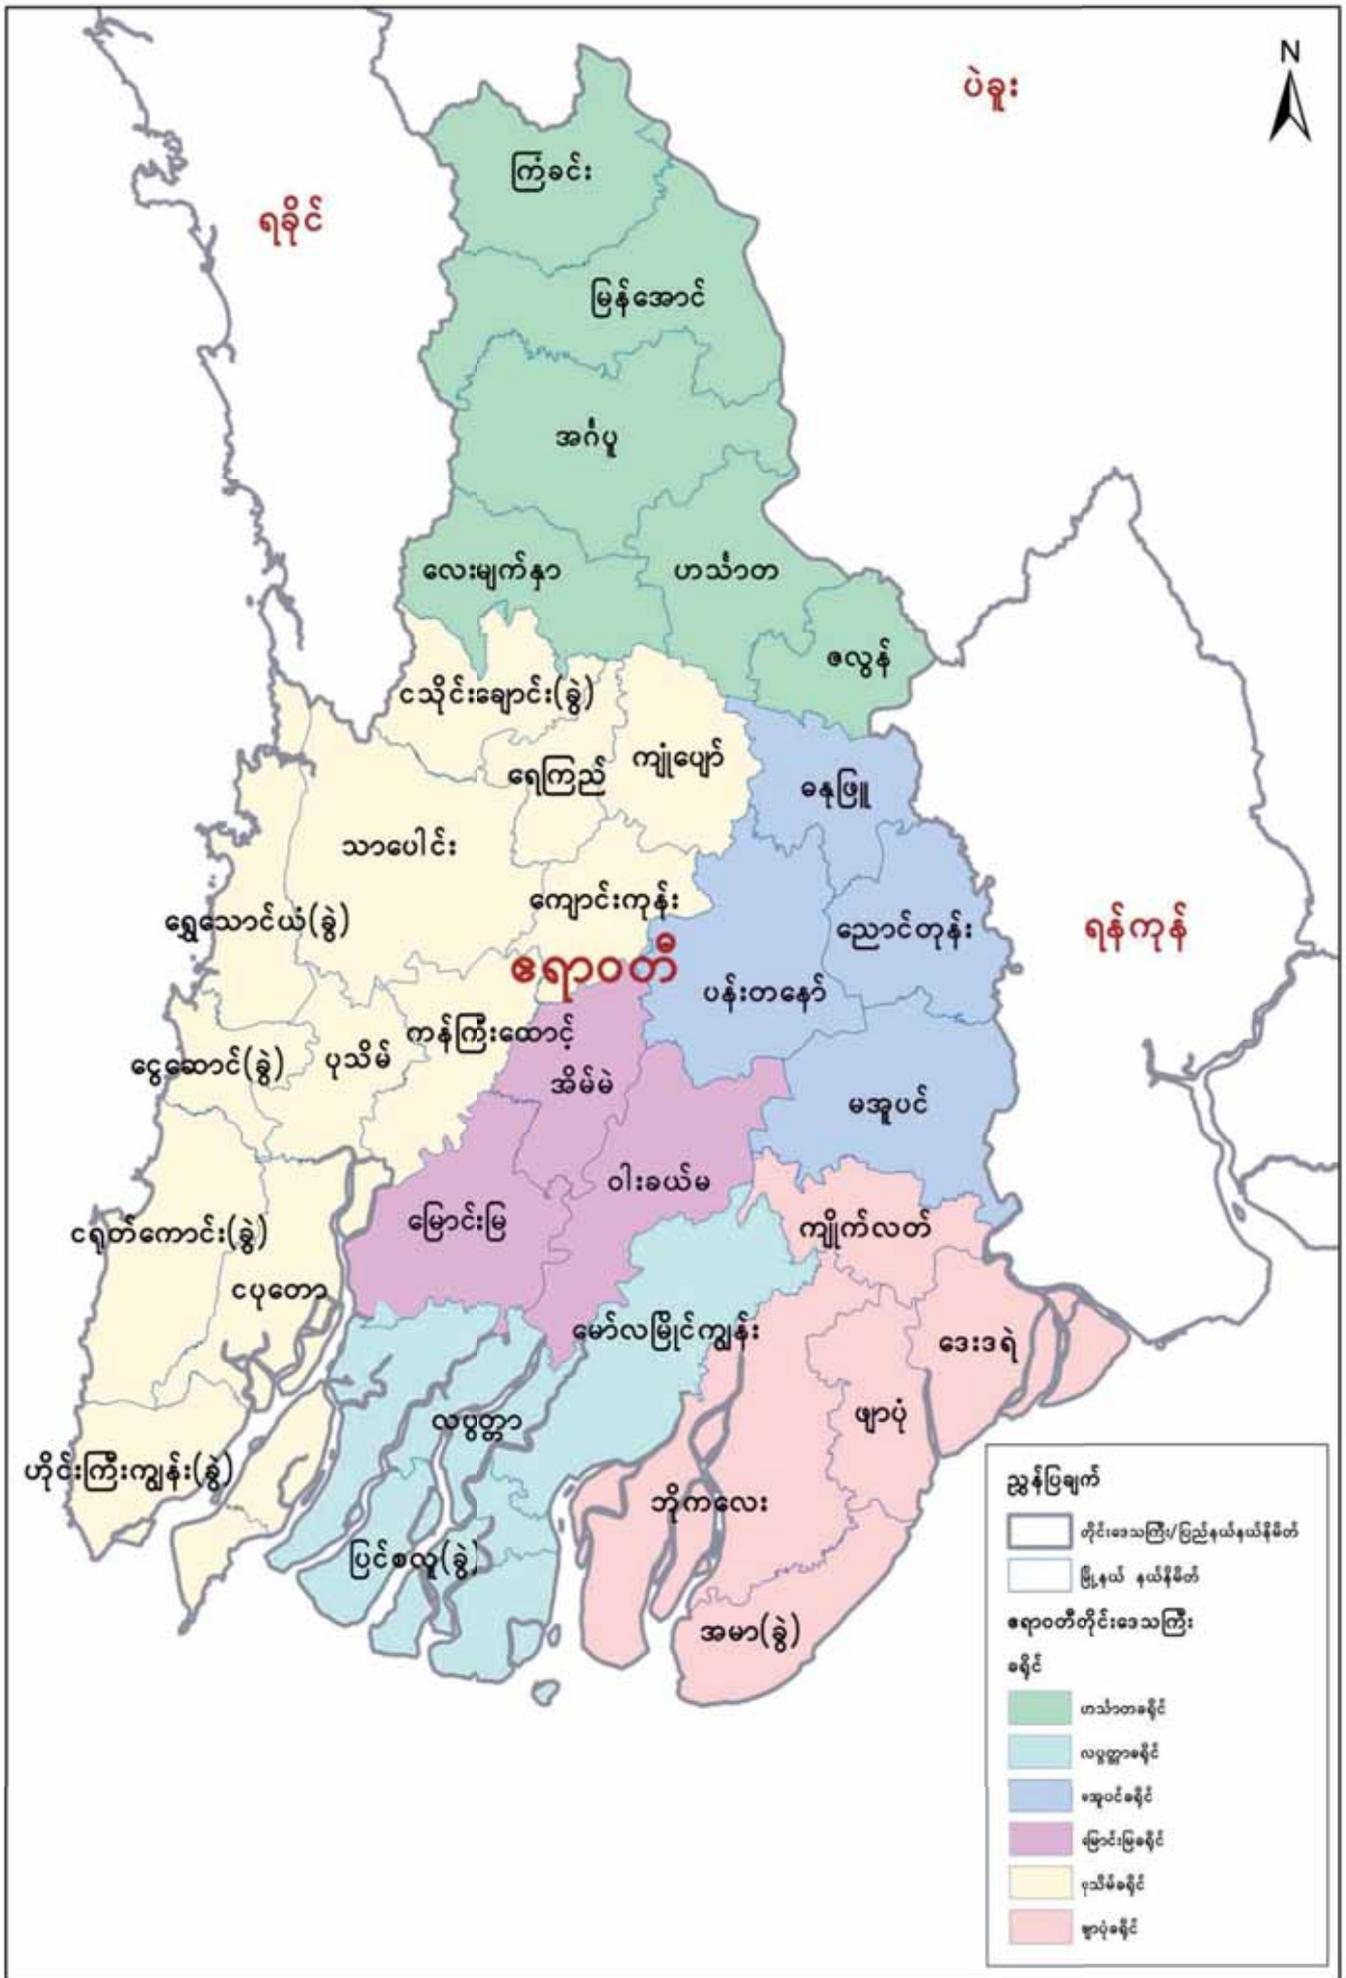 N
ပဲခူး
ရခိုင်
ကြံခင်း
မြန်အောင်
အင်္ဂပူ
လေးမျက်နှာ
ဟင်္သာတ
ဇလွန်
ငသိုင်းချောင်း(ခွဲ)
ရေကြည်
ကျုံပျော်
ဓနုဖြူ
သာပေါင်း
ကျောင်းကုန်း
ရွှေသောင်ယံ(ခွဲ)
ညောင်တုန်း
ရန်ကုန်
ဧရာဝတီ
ပန်းတနော်
ငွေဆောင်(ခွဲ)
ပုသိမ်
ကန်ကြီးထောင့်
အိမ်မဲ
မအူပင်
ဝါးခယ်မ
မြောင်းမြ
ကျိုက်လတ်
ငရုတ်ကောင်း(ခွဲ)
ငပုတော
မော်လမြိုင်ကျွန်း
ဒေးဒရဲ
လပွတ္တာ
ဖျာပုံ
ဟိုင်းကြီးကျွန်း(ခွဲ)
ဘိုကလေး
ပြင်စလူ(ခွဲ)
အမာ(ခွဲ)
ညွှန်ပြချက်
တိုင်းဒေသကြီး/ပြည်နယ်နယ်နိမိတ်
မြို့နယ် နယ်နိမိတ်
ဧရာဝတီတိုင်းဒေသကြီး
ခရိုင်
ဟင်္သာတခရိုင်
လပွတ္တာခရိုင်
မအူပင်ခရိုင်
မြောင်းမြခရိုင်
ပုသိမ်ခရိုင်
ဖျာပုံခရိုင်